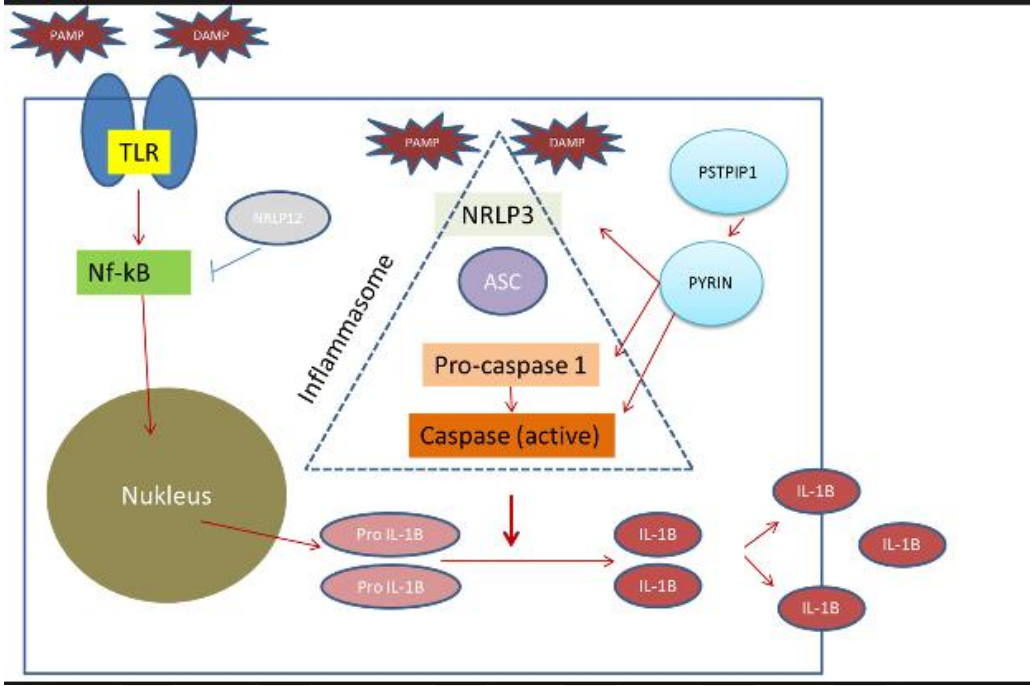 PAMP
DAMP
TLR
PAMP
DAMP
PSTPIP1
NRLP12
NRLP3
Nf-kB
ASC
PYRIN
Inflammasome
Pro-caspase 1
Caspase (active)
Nukleus
Pro IL-1B
IL-1B
IL-1B
IL-1B
Pro IL-1B
IL-1B
IL-1B